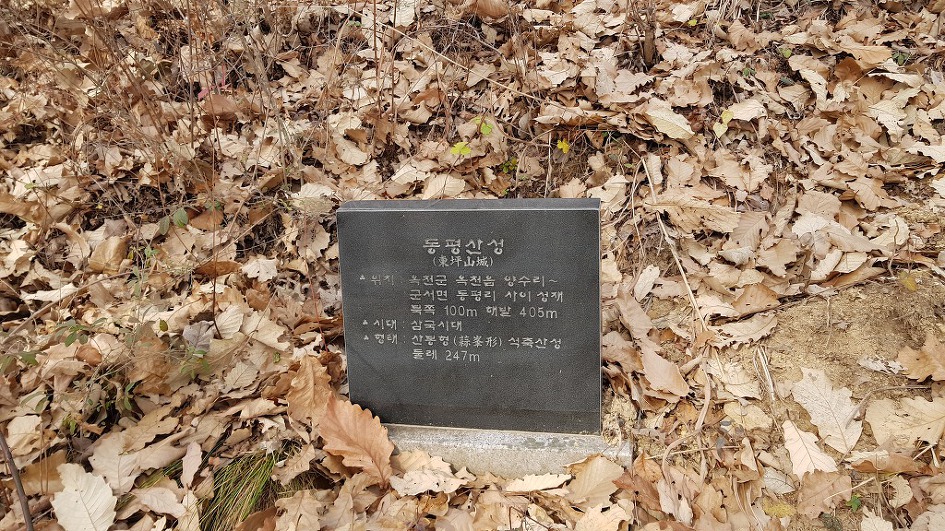 동평산성
(東坪山城)
▲위치: 옥천군 옥천읍 양수리~
군서면 동평리 사이 성재
북쪽 100m 해발 405m
▲시대 : 삼국시대
▲형태 : 산봉형(蒜峯形) 석축산성
둘레 247m